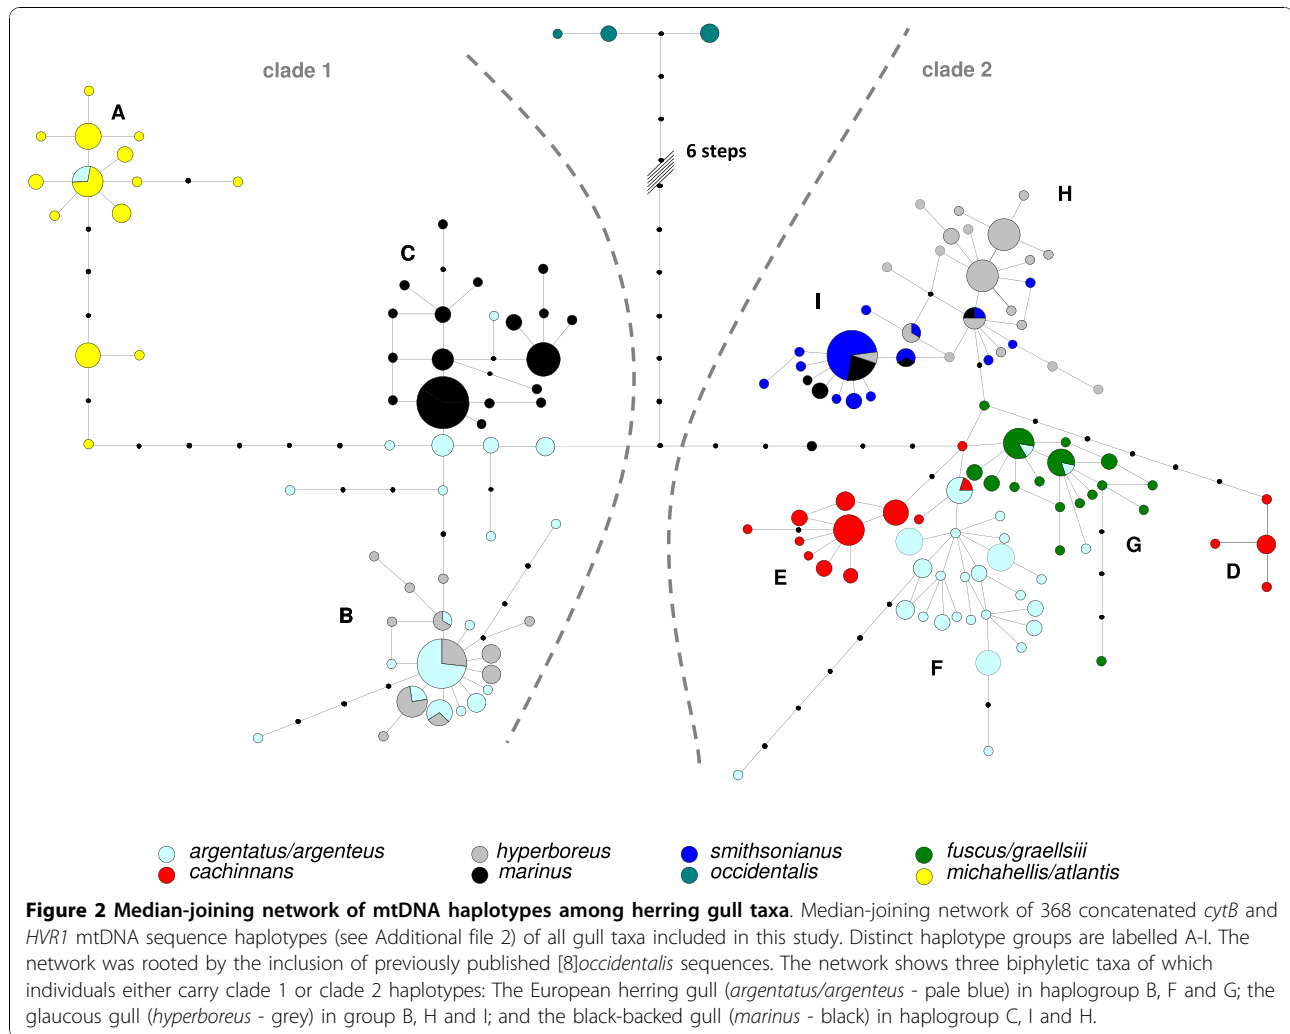 clade 1
clade 2
A
6 steps
H
C
I
E
G
D
B
F
argentatus/argenteus
hyperboreus
smithsonianus
fuscus/graellsiii
cachinnans
marinus
occidentalis
michahellis/atlantis
Figure 2 Median-joining network of mtDNA haplotypes among herring gull taxa. Median-joining network of 368 concatenated cytB and
HVR1 mtDNA sequence haplotypes (see Additional file 2) of all gull taxa included in this study. Distinct haplotype groups are labelled A-I. The
network was rooted by the inclusion of previously published [8]occidentalis sequences. The network shows three biphyletic taxa of which
individuals either carry clade 1 or clade 2 haplotypes: The European herring gull (argentatus/argenteus - pale blue) in haplogroup B, F and G; the
glaucous gull (hyperboreus - grey) in group B, H and I; and the black-backed gull (marinus - black) in haplogroup C, I and H.